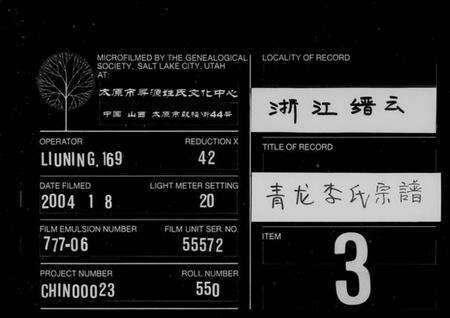 MICROFILMED BY THE GENEALOGICAL
SOCIETY, SALT LAKE CITY, UTAH
AT:
太原市寻源姓氏文化中心
中国 山西 太原市鼓楼街44号
OPERATOR
LIUNING.169
REDUCTION X
42
DATE FILMED
2004 1 8
LIGHT METER SETTING
20
FILM EMULSION NUMBER
777-06
FILM UNIT SER. NO.
55572
PROJECT NUMBER
CHIN00023
ROLL NUMBER
550
LOCALITY OF RECORD
浙江缙云
TITLE OF RECORD
青龙李氏宗譜
ITEM
3